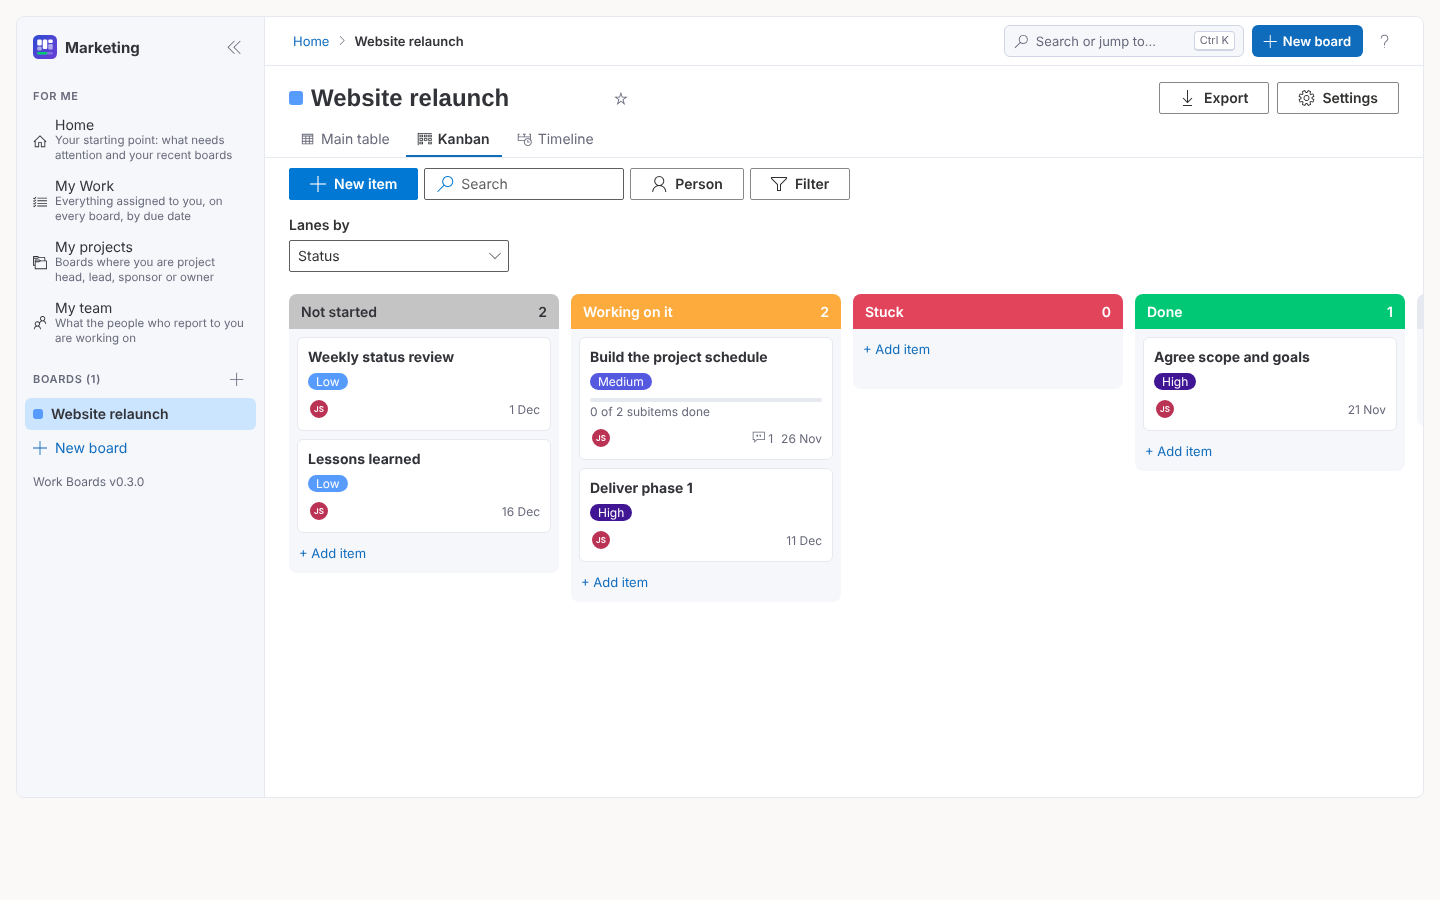 Marketing
FOR ME
Home
Your starting point: what needs
attention and your recent boards
My Work
Everything assigned to you, on
every board, by due date
My projects
Boards where you are project
head, lead, sponsor or owner
My team
What the people who report to you
are working on
BOARDS (1)
Website relaunch
New board
Work Boards v0.3.0
Home > Website relaunch
Search or jump to... Ctrl K
New board
?
Website relaunch
Export
Settings
Main table
Kanban
Timeline
New item
Search
Person
Filter
Lanes by
Status
Not started 2
Weekly status review
Low
JS 1 Dec
Lessons learned
Low
JS 16 Dec
+ Add item
Working on it 2
Build the project schedule
Medium
0 of 2 subitems done
JS 1 26 Nov
Deliver phase 1
High
JS 11 Dec
+ Add item
Stuck 0
+ Add item
Done 1
Agree scope and goals
High
JS 21 Nov
+ Add item